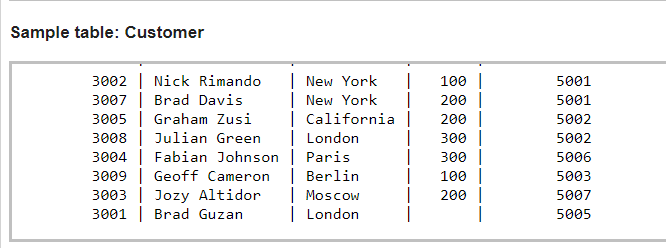 Sample table: Customer
3002 | Nick Rimando | New York | 100 | 5001
3007 | Brad Davis | New York | 200 | 5001
3005 | Graham Zusi | California | 200 | 5002
3008 | Julian Green | London | 300 | 5002
3004 | Fabian Johnson | Paris | 300 | 5006
3009 | Geoff Cameron | Berlin | 100 | 5003
3003 | Jozy Altidor | Moscow | 200 | 5007
3001 | Brad Guzan | London | | 5005